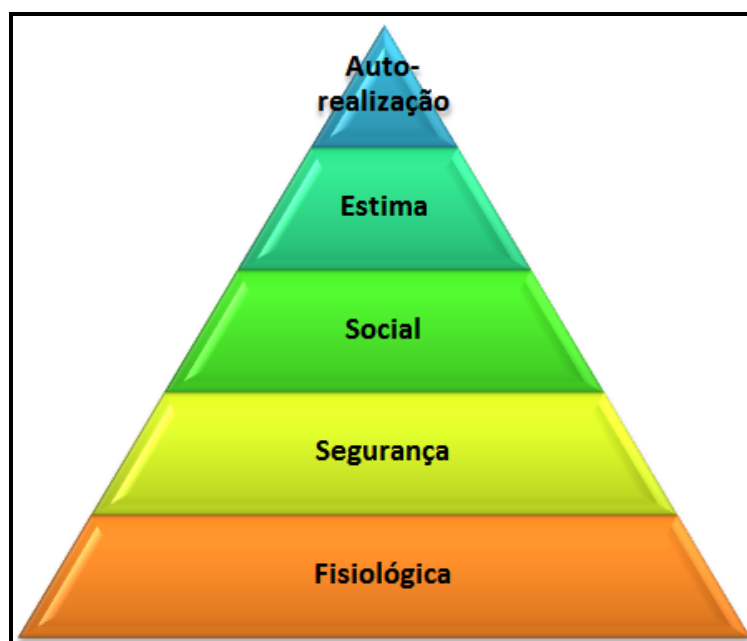 Auto-
realização
Estima
Social
Segurança
Fisiológica